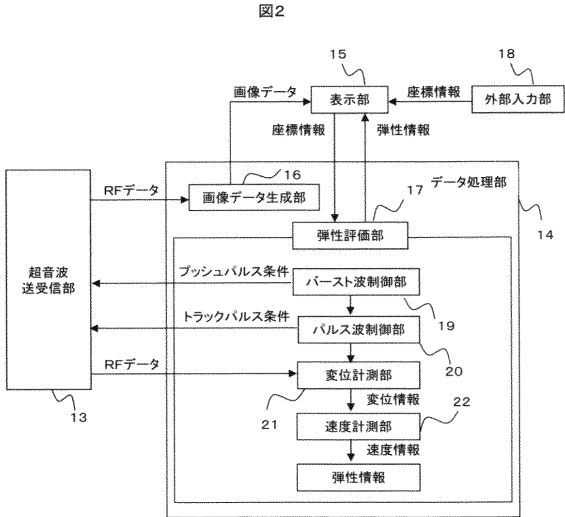 図2
15
18
画像データ
表示部
座標情報
外部入力部
座標情報
弾性情報
16
17
データ処理部
RFデータ
画像データ生成部
14
弾性評価部
超音波
送受信部
プッシュパルス条件
バースト波制御部
19
トラックパルス条件
パルス波制御部
20
RFデータ
変位計測部
13
21
変位情報
22
速度計測部
速度情報
弾性情報